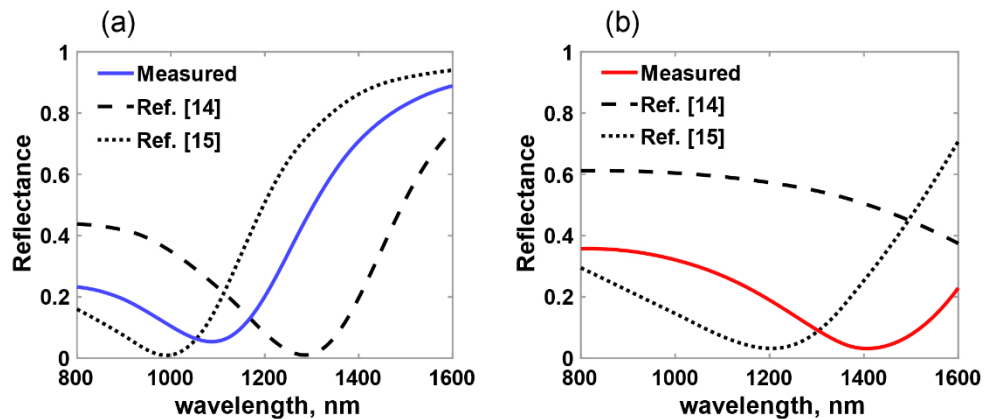 (a)
1
0.8
0.6
0.4
0.2
0
Reflectance
Measured
Ref. [14]
Ref. [15]
800 1000 1200 1400 1600
wavelength, nm
(b)
1
0.8
0.6
0.4
0.2
0
Reflectance
Measured
Ref. [14]
Ref. [15]
800 1000 1200 1400 1600
wavelength, nm